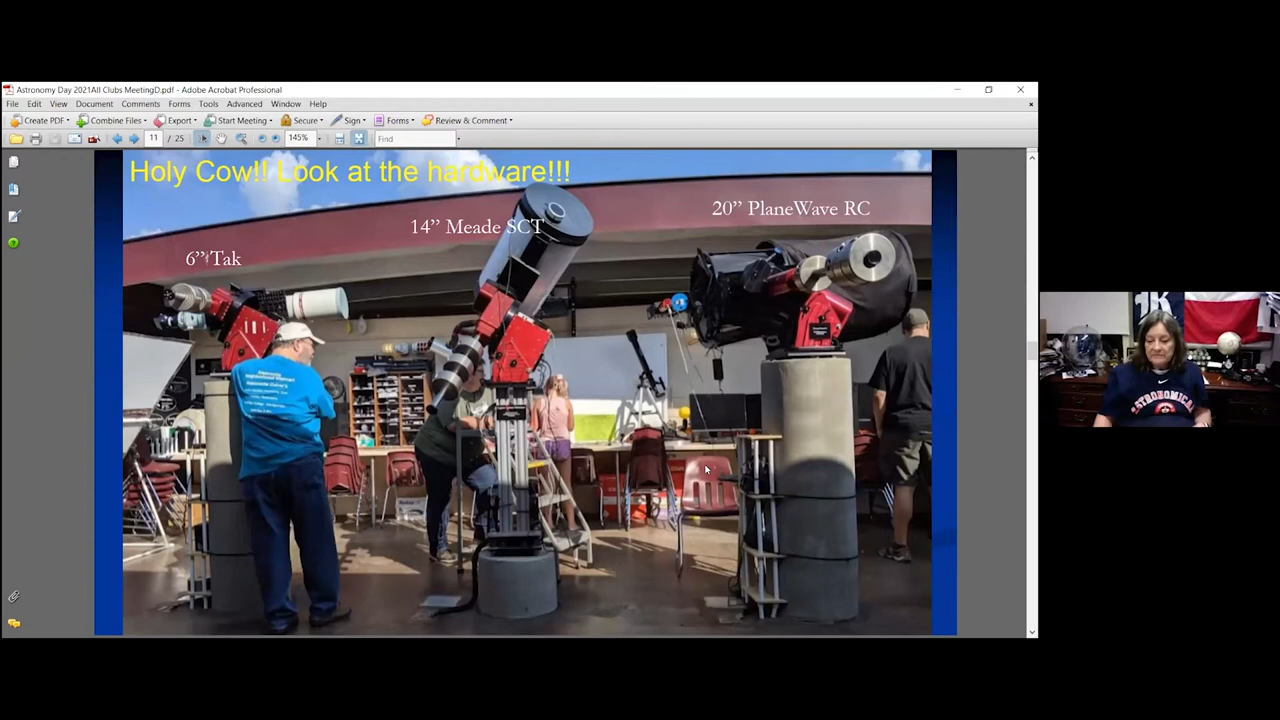 Astronomy Day 2021All Clubs MeetingD.pdf - Adobe Acrobat Professional
File Edit View Document Comments Forms Tools Advanced Window Help
Create PDF Combine Files Export Start Meeting Secure Sign Forms Review & Comment
11 / 25 145% Find
Holy Cow!! Look at the hardware!!!
20” PlaneWave RC
14” Meade SCT
6” Tak
ASTRONOMICAL